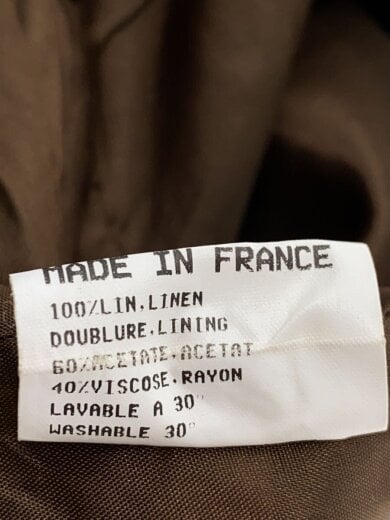 MADE IN FRANCE
100%LIN.LINEN
DOUBLURE.LINING
60%ACETATE.ACETAT
40%VISCOSE.RAYON
LAVABLE A 30°
WASHABLE 30°